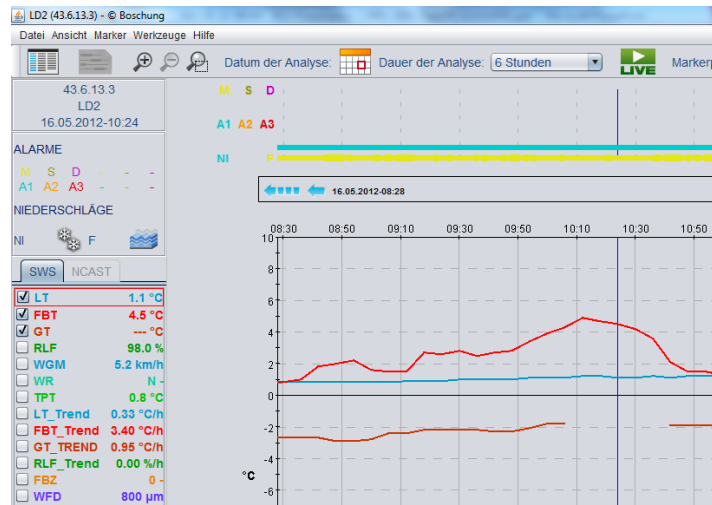 LD2 (43.6.13.3) - © Boschung
Datei Ansicht Marker Werkzeuge Hilfe
Datum der Analyse: Dauer der Analyse: 6 Stunden LIVE Markerp
43.6.13.3
LD2
16.05.2012-10:24
ALARME
M S D - - -
A1 A2 A3 - - -
NIEDERSCHLÄGE
NI F
SWS NCAST
LT 1.1 °C
FBT 4.5 °C
GT --- °C
RLF 98.0 %
WGM 5.2 km/h
WR N -
TPT 0.8 °C
LT_Trend 0.33 °C/h
FBT_Trend 3.40 °C/h
GT_TREND 0.95 °C/h
RLF_Trend 0.00 %/h
FBZ 0 -
WFD 800 µm
M S D
A1 A2 A3
NI F
16.05.2012-08:28
08:30 08:50 09:10 09:30 09:50 10:10 10:30 10:50
10
8
6
4
2
0
-2
-4
-6
°C